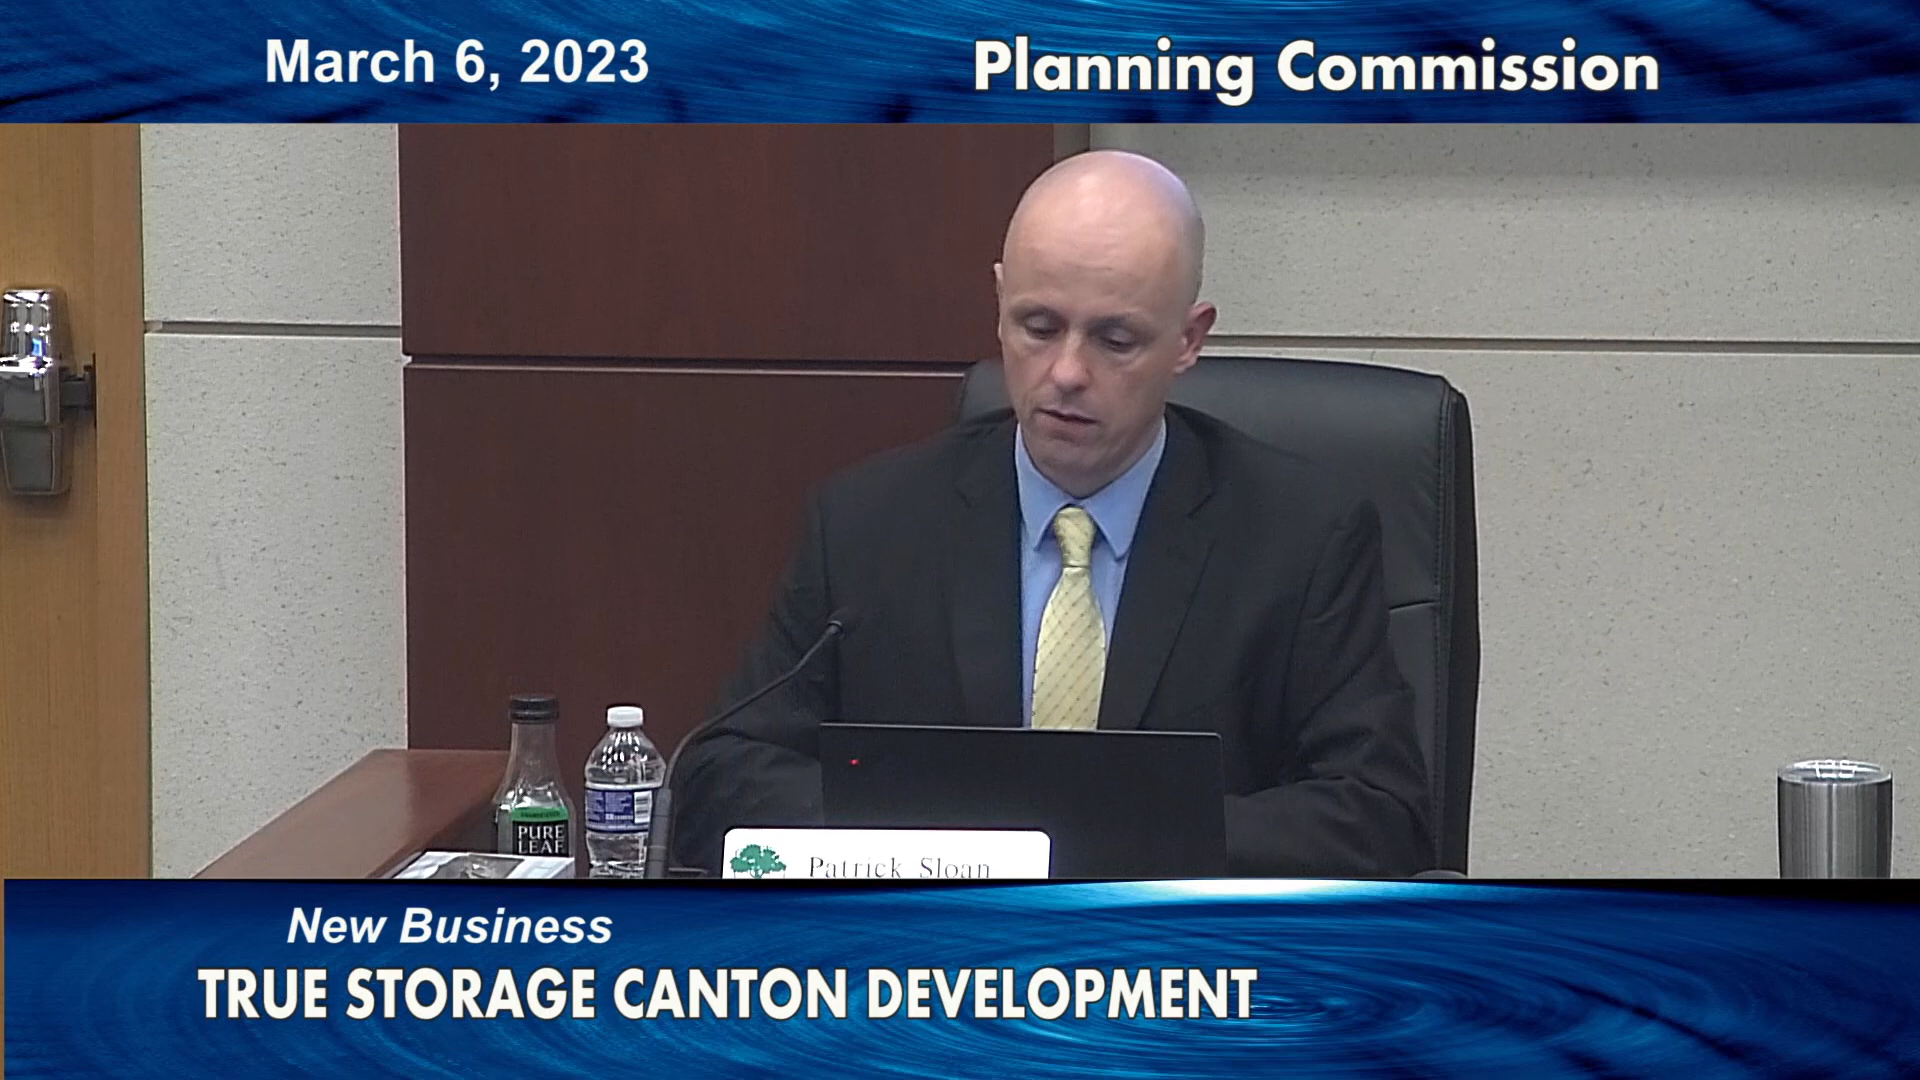 March 6, 2023
Planning Commission
PURE
LEAF
Patrick Sloan
New Business
TRUE STORAGE CANTON DEVELOPMENT